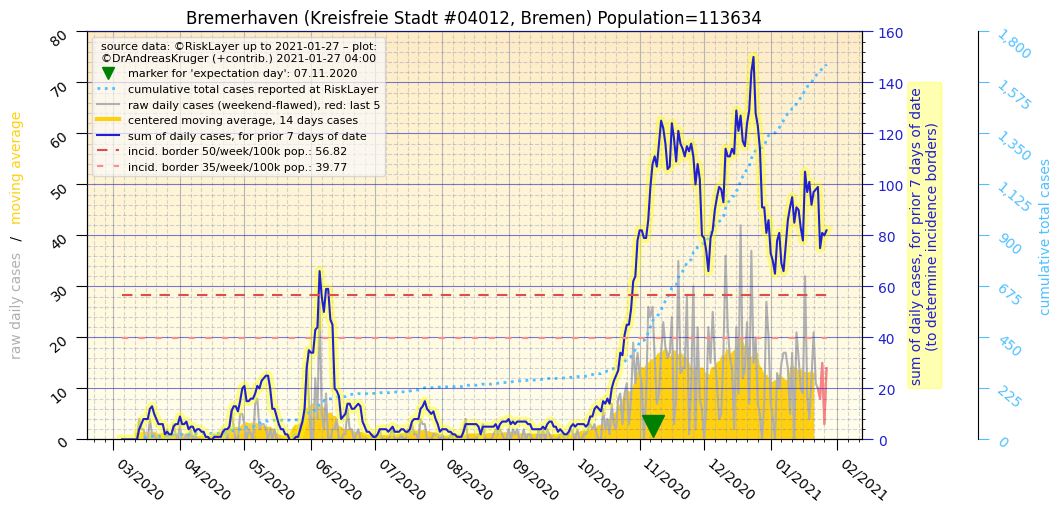 Bremerhaven (Kreisfreie Stadt #04012, Bremen) Population=113634
source data: ©RiskLayer up to 2021-01-27 – plot:
©DrAndreasKruger (+contrib.) 2021-01-27 04:00
marker for 'expectation day': 07.11.2020
cumulative total cases reported at RiskLayer
raw daily cases (weekend-flawed), red: last 5
centered moving average, 14 days cases
sum of daily cases, for prior 7 days of date
incid. border 50/week/100k pop.: 56.82
incid. border 35/week/100k pop.: 39.77
raw daily cases / moving average
80
70
60
50
40
30
20
10
0
160
140
120
100
80
60
40
20
0
sum of daily cases, for prior 7 days of date
(to determine incidence borders)
1,800
1,575
1,350
1,125
900
675
450
225
0
cumulative total cases
03/2020
04/2020
05/2020
06/2020
07/2020
08/2020
09/2020
10/2020
11/2020
12/2020
01/2021
02/2021